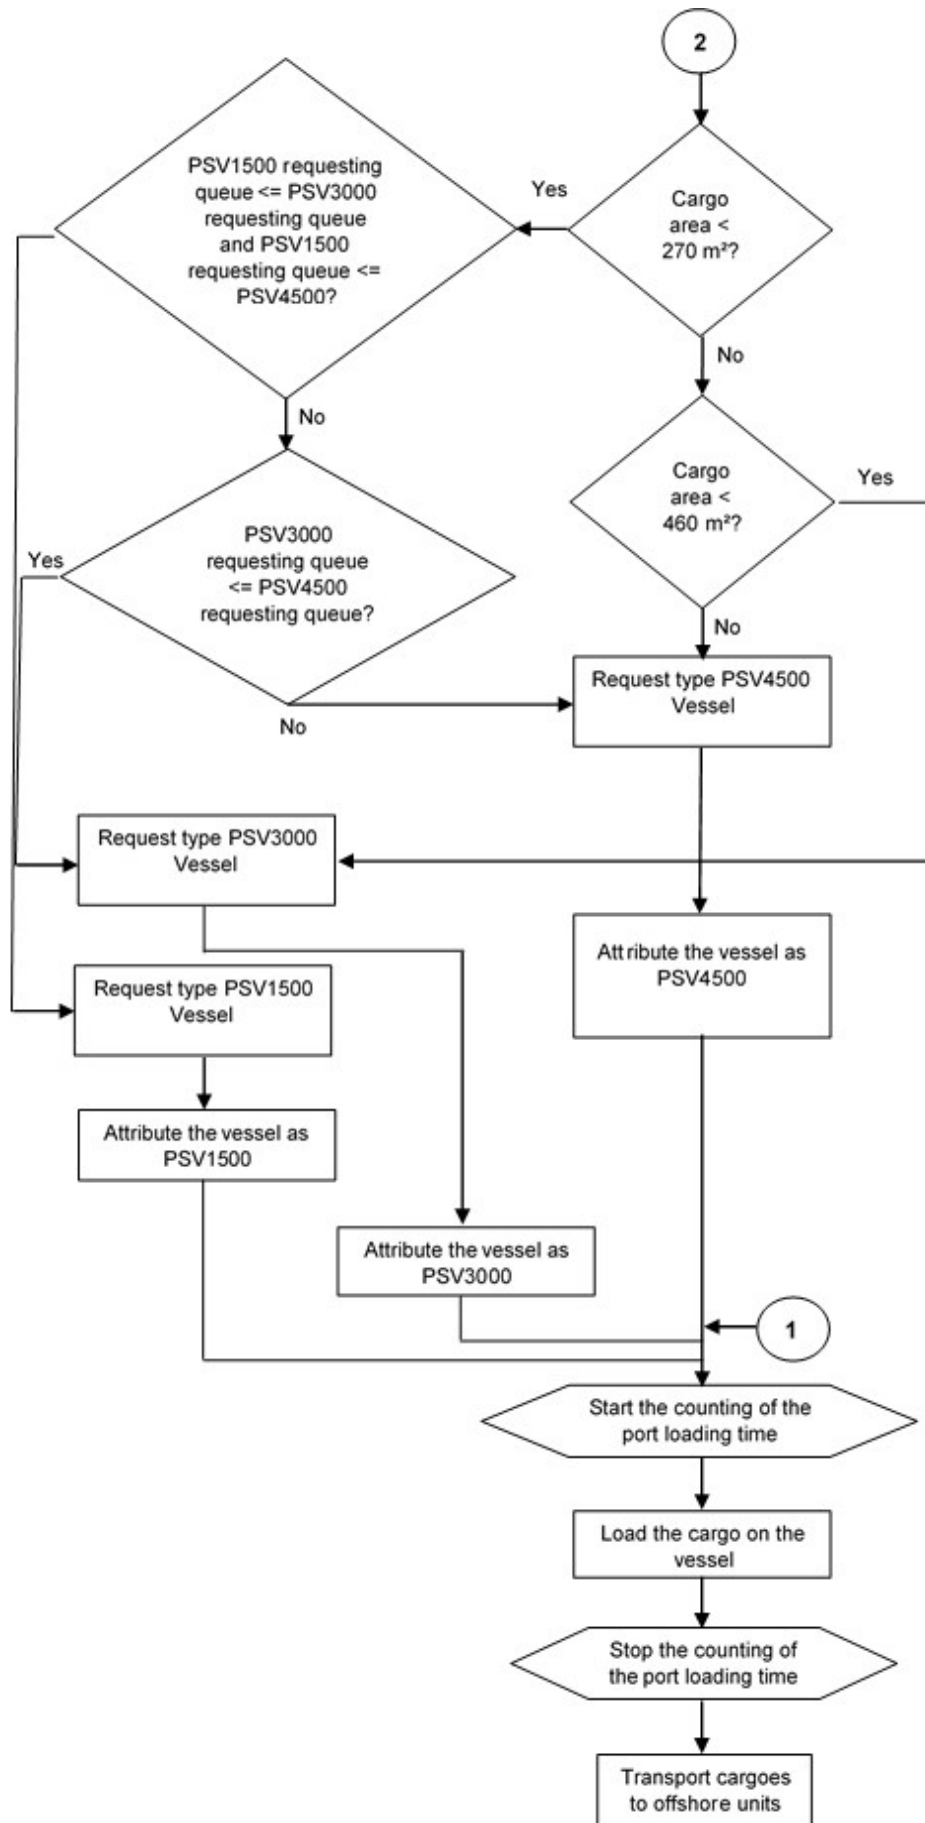 2
PSV1500 requesting
queue <= PSV3000
requesting queue
and PSV1500
requesting queue <=
PSV4500?
Yes
Cargo
area <
270 m²?
No
No
Cargo
area <
460 m²?
Yes
Yes
PSV3000
requesting queue
<= PSV4500
requesting queue?
No
No
Request type PSV4500
Vessel
Request type PSV3000
Vessel
Attribute the vessel as
PSV4500
Request type PSV1500
Vessel
Attribute the vessel as
PSV1500
Attribute the vessel as
PSV3000
1
Start the counting of the
port loading time
Load the cargo on the
vessel
Stop the counting of
the port loading time
Transport cargoes
to offshore units